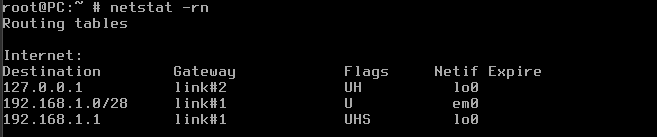 root@PC:~ # netstat -rn
Routing tables
Internet:
Destination Gateway Flags Netif Expire
127.0.0.1 link#2 UH lo0
192.168.1.0/28 link#1 U em0
192.168.1.1 link#1 UHS lo0